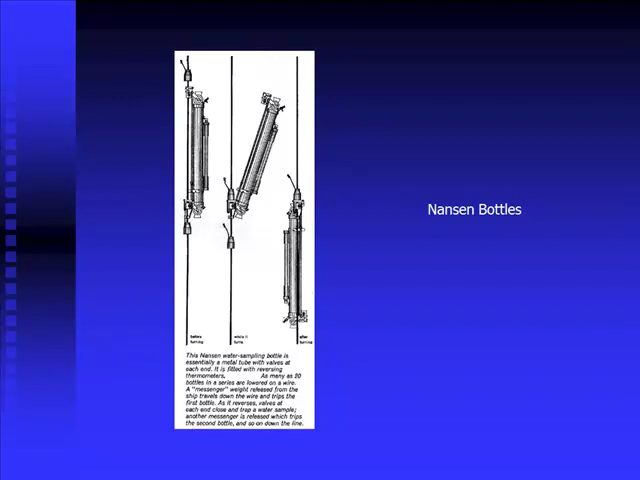 Nansen Bottles
before
turning
while it
turns
after
turning
This Nansen water-sampling bottle is
essentially a metal tube with valves at
each end. It is fitted with reversing
thermometers. As many as 20
bottles in a series are lowered on a wire.
A "messenger" weight released from the
ship travels down the wire and trips the
first bottle. As it reverses, valves at
each end close and trap a water sample;
another messenger is released which trips
the second bottle, and so on down the line.